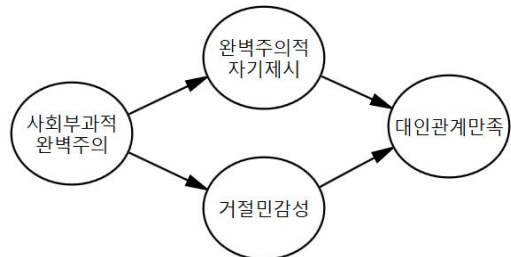 완벽주의적
자기제시
사회부과적
완벽주의
대인관계만족
거절민감성